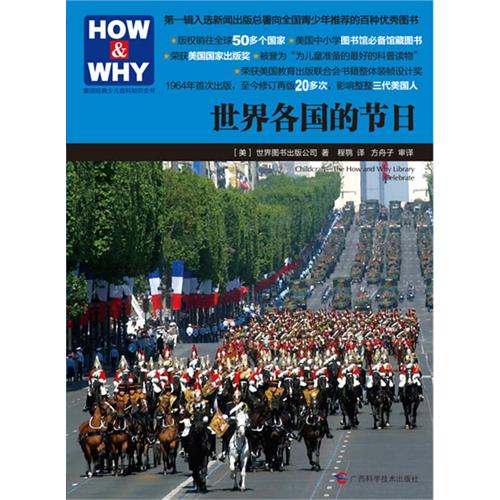 HOW
&
WHY
美国经典少儿百科知识全书
第一辑入选新闻出版总署向全国青少年推荐的百种优秀图书
★版权销往全球50多个国家 ★美国中小学图书馆必备馆藏图书
★荣获美国国家出版奖 ★被誉为“为儿童准备的最好的科普读物”
★荣获美国教育出版联合会书籍整体装帧设计奖
1964年首次出版，至今修订再版20多次，影响整整三代美国人
世界各国的节日
[美] 世界图书出版公司 著 程鹗 译 方舟子 审译
Childcraft—The How and Why Library
Celebrate
广西科学技术出版社